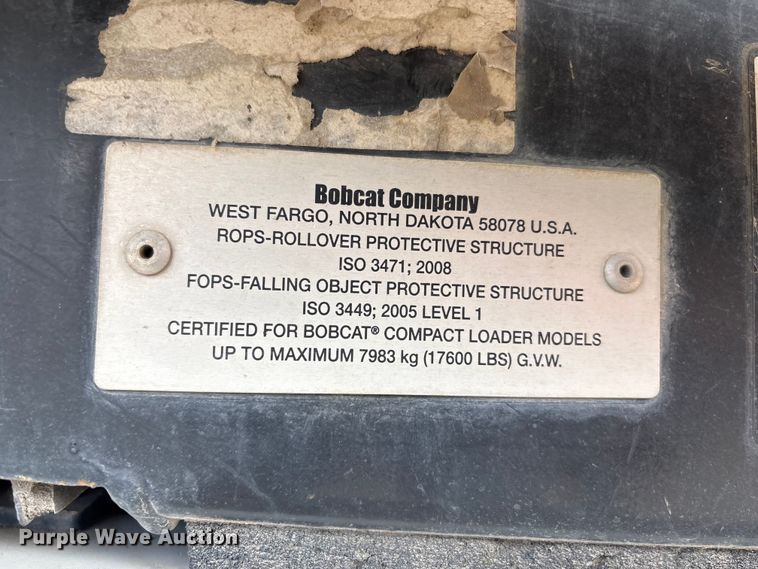 Bobcat Company
WEST FARGO, NORTH DAKOTA 58078 U.S.A.
ROPS-ROLLOVER PROTECTIVE STRUCTURE
ISO 3471; 2008
FOPS-FALLING OBJECT PROTECTIVE STRUCTURE
ISO 3449; 2005 LEVEL 1
CERTIFIED FOR BOBCAT® COMPACT LOADER MODELS
UP TO MAXIMUM 7983 kg (17600 LBS) G.V.W.
Purple Wave Auction